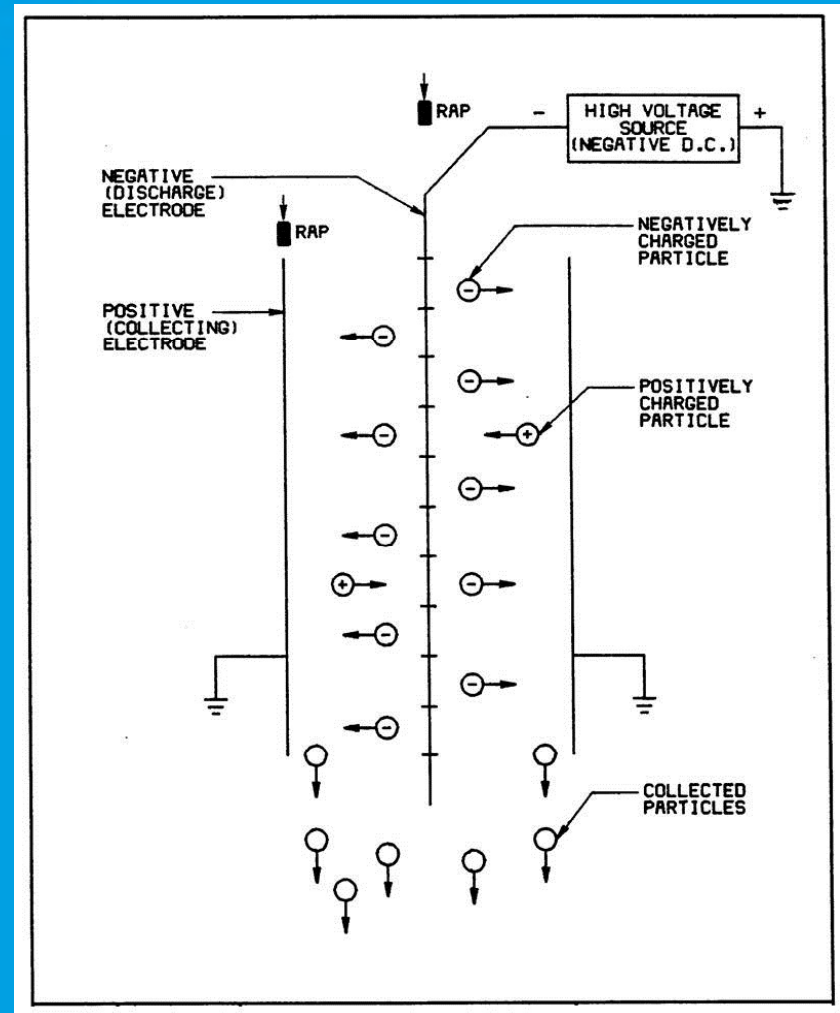 RAP
-
HIGH VOLTAGE
SOURCE
(NEGATIVE D.C.)
+
NEGATIVE
(DISCHARGE)
ELECTRODE
RAP
NEGATIVELY
CHARGED
PARTICLE
POSITIVE
(COLLECTING)
ELECTRODE
POSITIVELY
CHARGED
PARTICLE
COLLECTED
PARTICLES